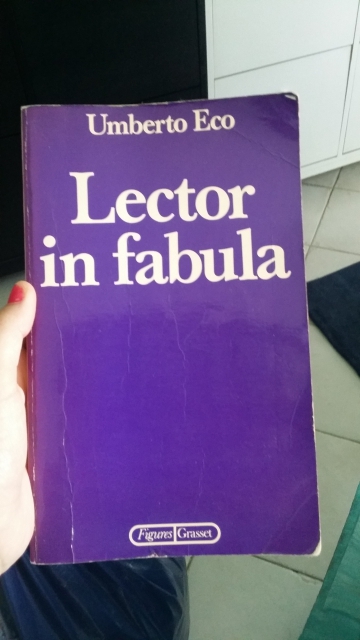 Umberto Eco
Lector
in fabula
Figures Grasset